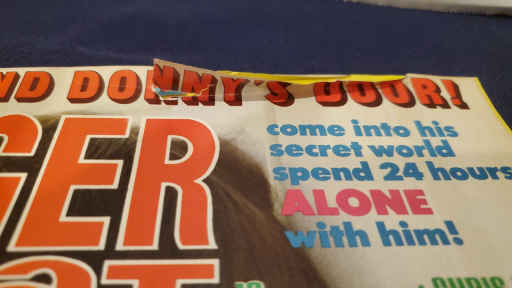 ND DONNY'S DOOR!
GER
come into his
secret world
spend 24 hours
ALONE
with him!